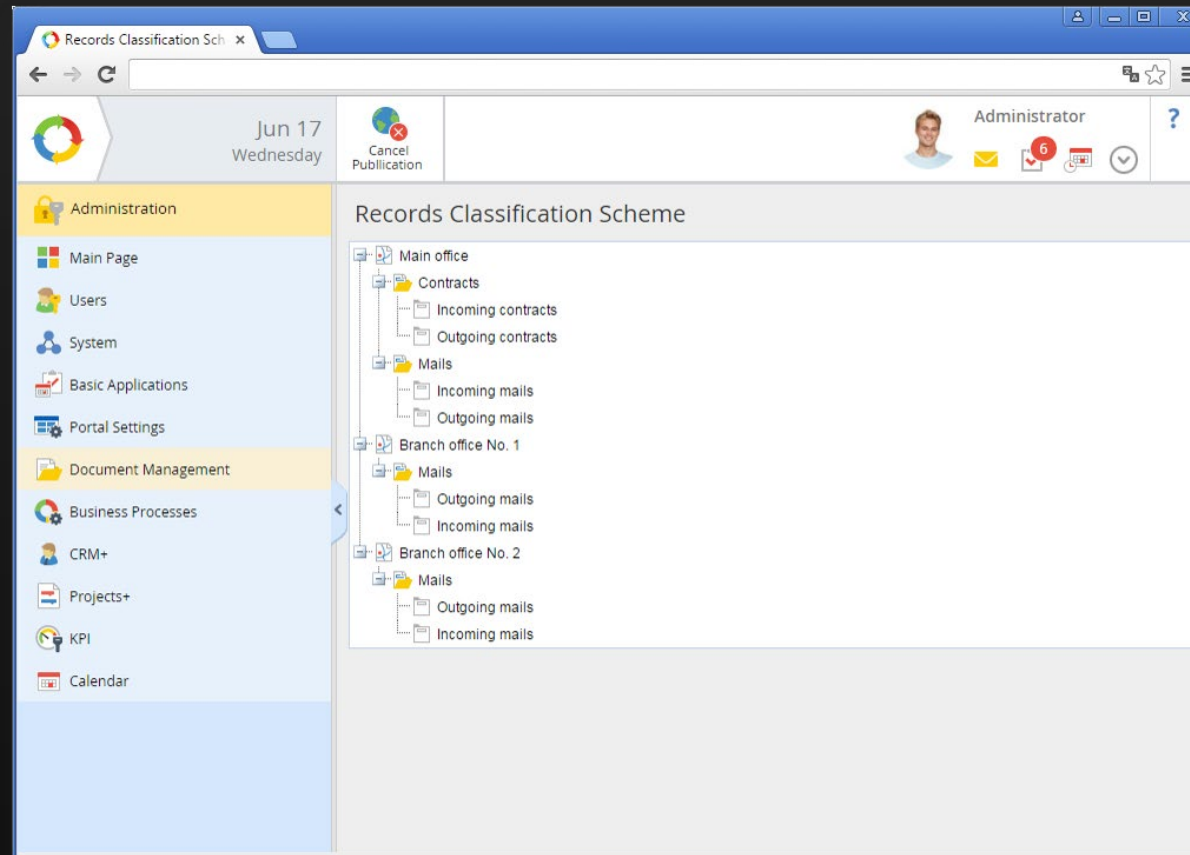 Records Classification Sch
Jun 17
Wednesday
Cancel
Publlication
Administrator
6
?
Administration
Main Page
Users
System
Basic Applications
Portal Settings
Document Management
Business Processes
CRM+
Projects+
KPI
Calendar
Records Classification Scheme
Main office
Contracts
Incoming contracts
Outgoing contracts
Mails
Incoming mails
Outgoing mails
Branch office No. 1
Mails
Outgoing mails
Incoming mails
Branch office No. 2
Mails
Outgoing mails
Incoming mails